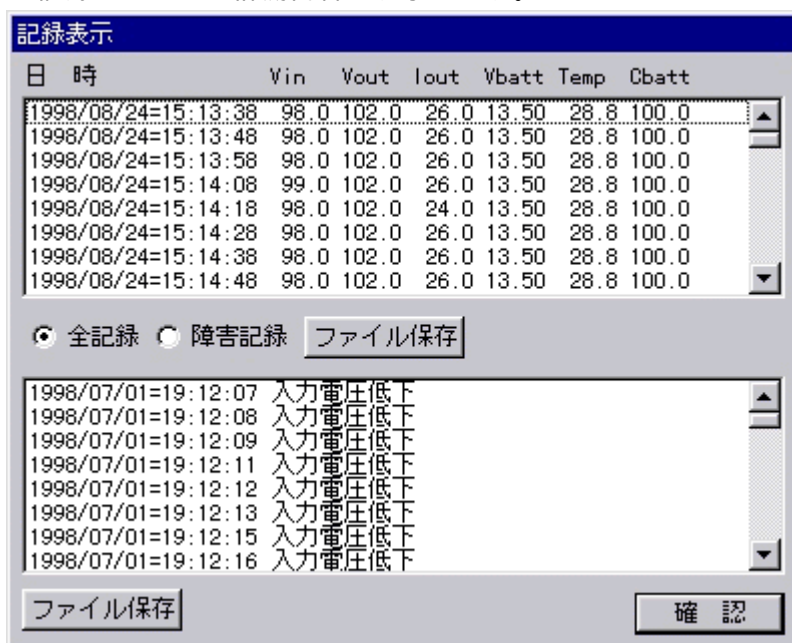 記録表示
日 時 Vin Vout Iout Vbatt Temp Cbatt
1998/08/24=15:13:38 98.0 102.0 26.0 13.50 28.8 100.0
1998/08/24=15:13:48 98.0 102.0 26.0 13.50 28.8 100.0
1998/08/24=15:13:58 98.0 102.0 26.0 13.50 28.8 100.0
1998/08/24=15:14:08 99.0 102.0 26.0 13.50 28.8 100.0
1998/08/24=15:14:18 98.0 102.0 24.0 13.50 28.8 100.0
1998/08/24=15:14:28 98.0 102.0 26.0 13.50 28.8 100.0
1998/08/24=15:14:38 98.0 102.0 26.0 13.50 28.8 100.0
1998/08/24=15:14:48 98.0 102.0 26.0 13.50 28.8 100.0
全記録 障害記録 ファイル保存
1998/07/01=19:12:07 入力電圧低下
1998/07/01=19:12:08 入力電圧低下
1998/07/01=19:12:09 入力電圧低下
1998/07/01=19:12:11 入力電圧低下
1998/07/01=19:12:12 入力電圧低下
1998/07/01=19:12:13 入力電圧低下
1998/07/01=19:12:15 入力電圧低下
1998/07/01=19:12:16 入力電圧低下
ファイル保存 確 認